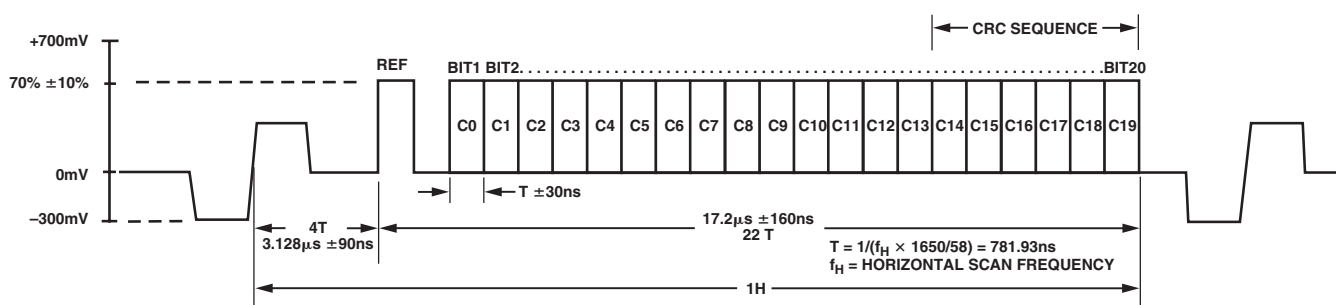 CRC SEQUENCE
+700mV
REF
BIT1 BIT2. . . . . . . . . . . . . . . . . . . . . . . . . . . . . . . . . . . . . . . . . . . . . . . . . . . . . . . . .BIT20
70% ±10%
C0 C1 C2 C3 C4 C5 C6 C7 C8 C9 C10 C11 C12 C13 C14 C15 C16 C17 C18 C19
0mV
T ±30ns
–300mV
4T
3.128μs ±90ns
17.2μs ±160ns
22 T
T = 1/(fH × 1650/58) = 781.93ns
fH = HORIZONTAL SCAN FREQUENCY
1H